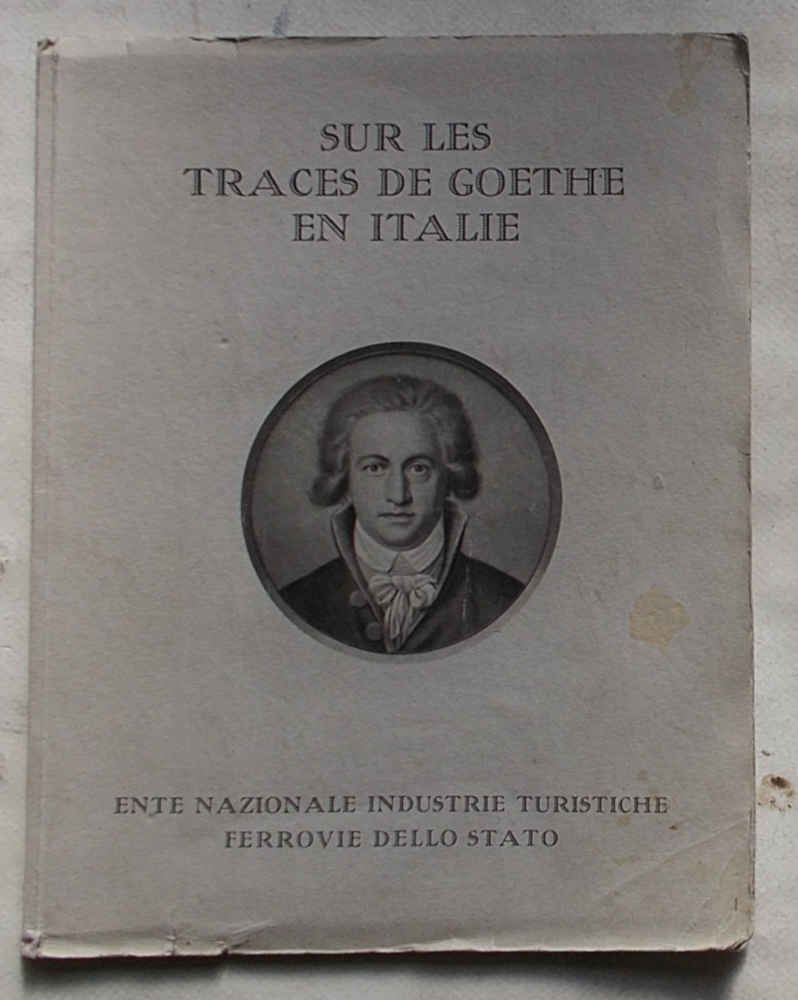 SUR LES
TRACES DE GOETHE
EN ITALIE
ENTE NAZIONALE INDUSTRIE TURISTICHE
FERROVIE DELLO STATO